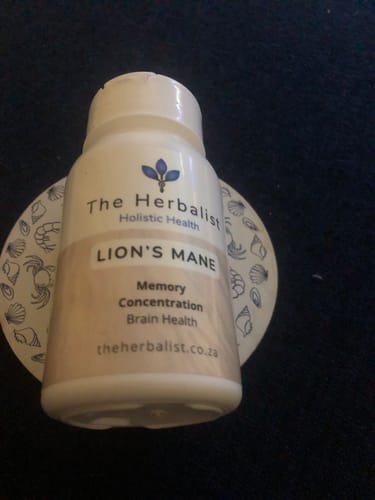 The Herbalist
Holistic Health
LION'S MANE
Memory
Concentration
Brain Health
theherbalist.co.za